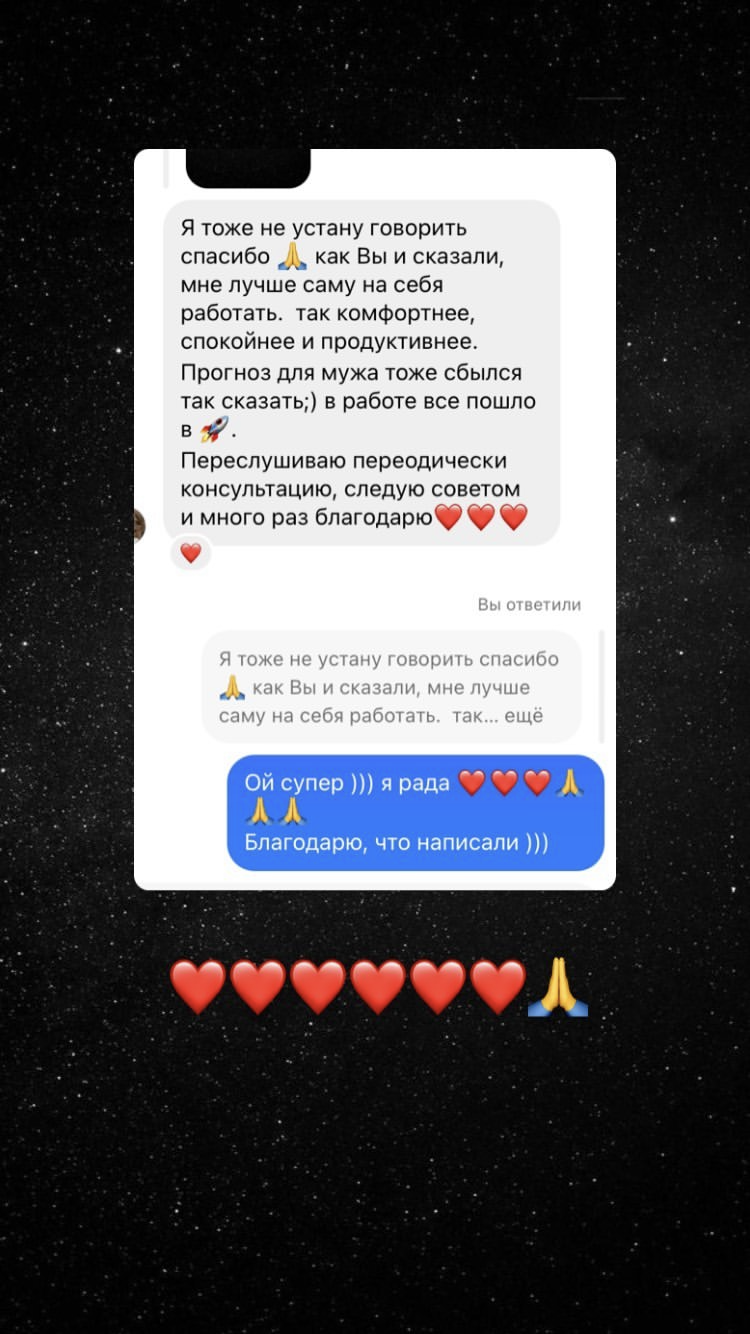 Я тоже не устану говорить
спасибо 🙏 как Вы и сказали,
мне лучше саму на себя
работать.  так комфортнее,
спокойнее и продуктивнее.
Прогноз для мужа тоже сбылся
так сказать;) в работе все пошло
в 🚀 .
Переслушиваю переодически
консультацию, следую советом
и много раз благодарю❤️❤️❤️
❤️
Вы ответили
Я тоже не устану говорить спасибо
🙏 как Вы и сказали, мне лучше
саму на себя работать.  так... ещё
Ой супер ))) я рада ❤️❤️❤️🙏
🙏🙏
Благодарю, что написали )))
❤️❤️❤️❤️❤️❤️🙏